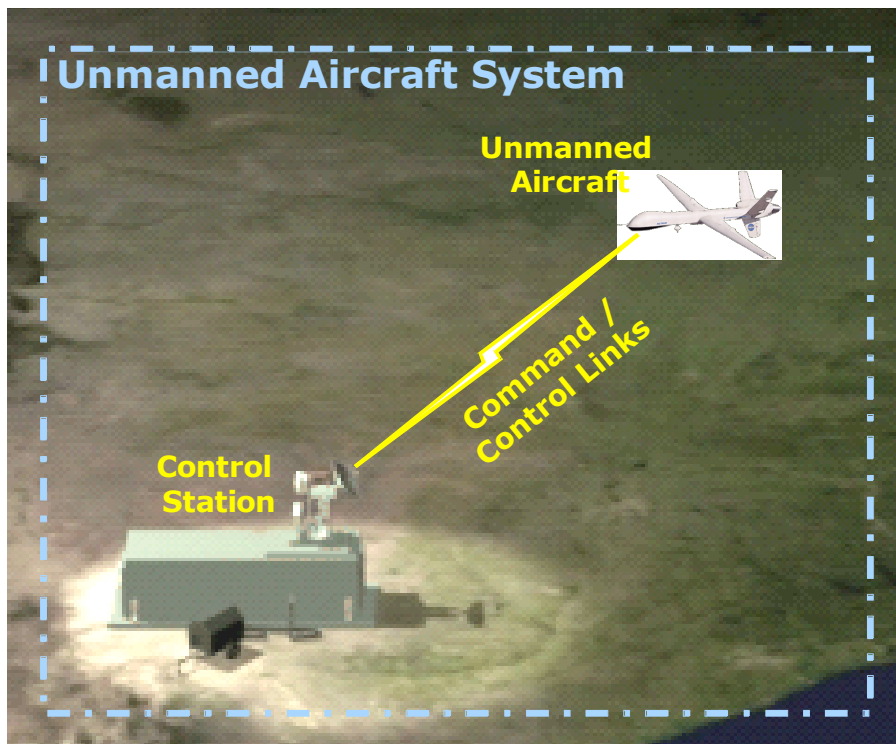 Unmanned Aircraft System
Unmanned
Aircraft
Command /
Control Links
Control
Station